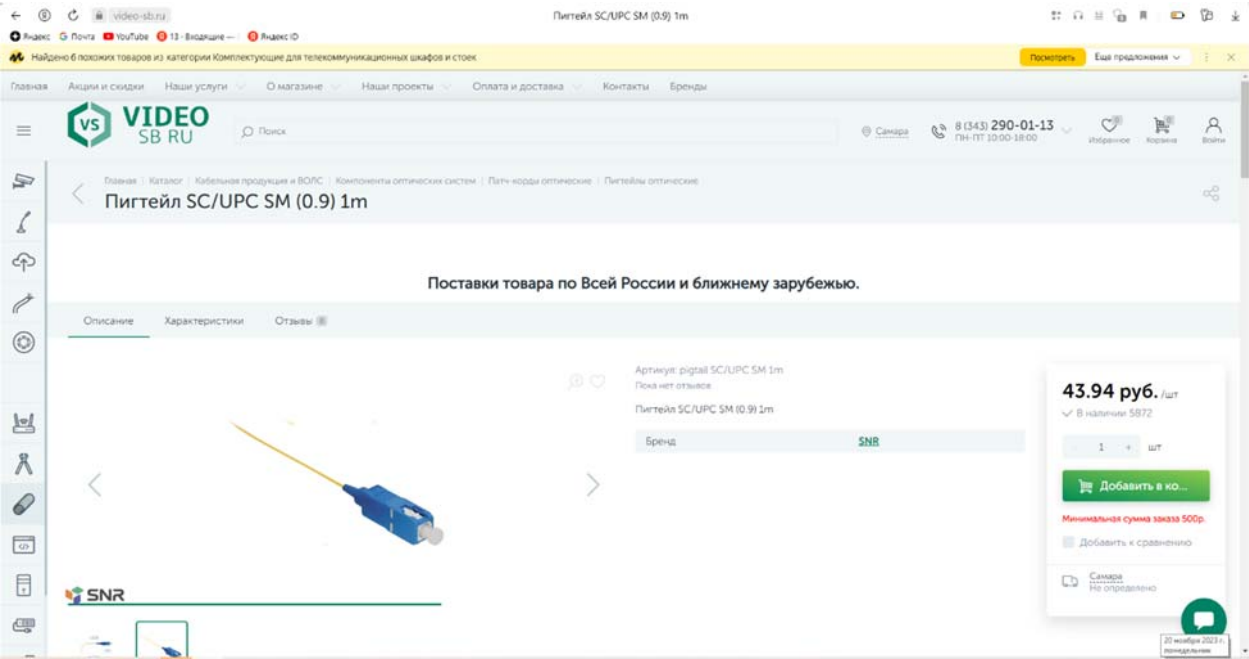 video-sb.ru
Пигтейл SC/UPC SM (0.9) 1m
Яндекс
Почта
YouTube
13 · Входящие —
Яндекс ID
Найдено 6 похожих товаров из категории Комплектующие для телекоммуникационных шкафов и стоек
Посмотреть
Еще предложения
Главная
Акции и скидки
Наши услуги
О магазине
Наши проекты
Оплата и доставка
Контакты
Бренды
VS
VIDEO
SB RU
Поиск
Самара
8 (343) 290-01-13
ПН-ПТ 10:00-18:00
Избранное
Корзина
Войти
Главная | Каталог | Кабельная продукция и ВОЛС | Компоненты оптических систем | Патч-корды оптические | Пигтейлы оптические
Пигтейл SC/UPC SM (0.9) 1m
Поставки товара по Всей России и ближнему зарубежью.
Описание
Характеристики
Отзывы
Артикул: pigtail SC/UPC SM 1m
Пока нет отзывов
Пигтейл SC/UPC SM (0.9) 1m
Бренд
SNR
43.94 руб. /шт
В наличии 5872
- 1 + шт
Добавить в ко...
Минимальная сумма заказа 500р.
Добавить к сравнению
Самара
Не определено
SNR
20 ноября 2023 г.
понедельник